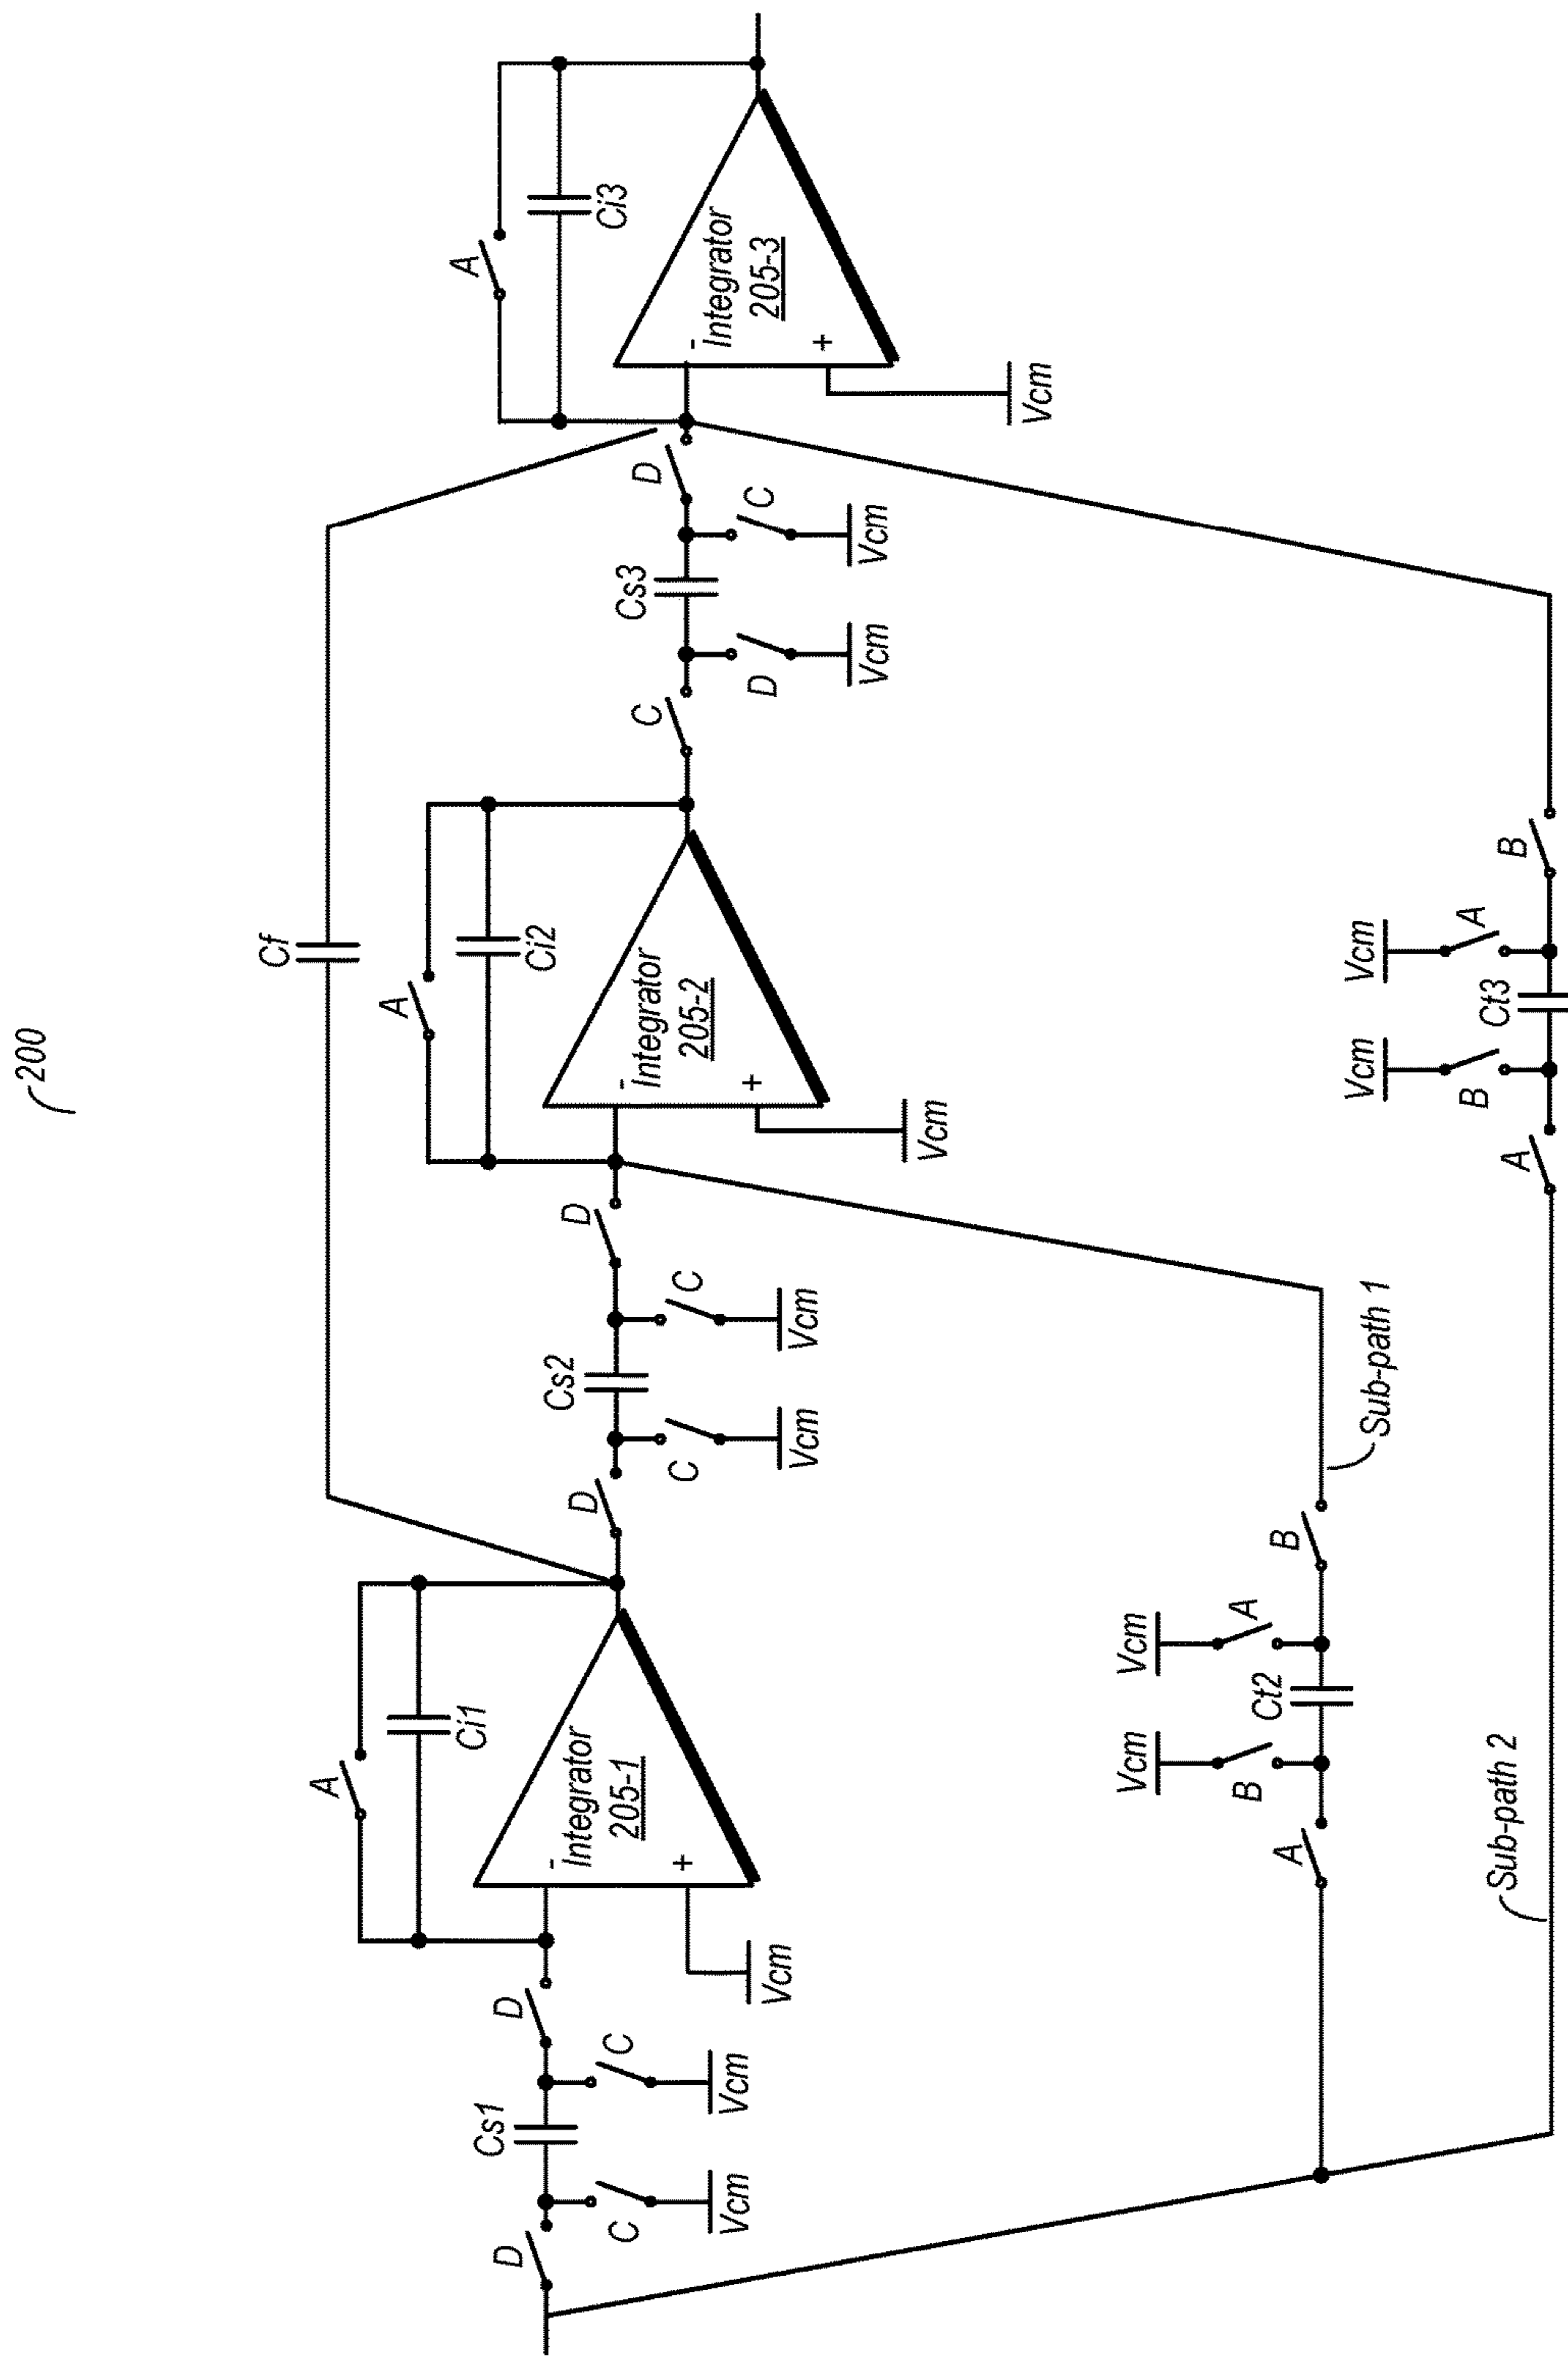 200
Cf
A
Ci1
D
Cs1
D
C
C
Vcm
Vcm
-
Integrator
205-1
+
Vcm
A
Ci2
D
Cs2
D
C
C
Vcm
Vcm
-
Integrator
205-2
+
Vcm
A
Ci3
C
Cs3
D
D
C
Vcm
Vcm
-
Integrator
205-3
+
Vcm
Vcm
Vcm
B
A
A
Ct2
B
Sub-path 1
Vcm
Vcm
B
A
A
Ct3
B
Sub-path 2